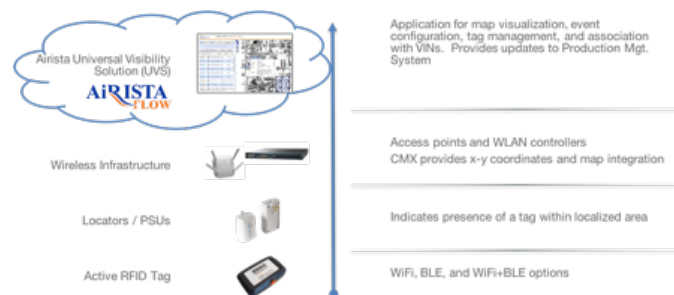 Application for map visualization, event
configuration, tag management, and association
with VINs. Provides updates to Production Mgt.
System
Airista Universal Visibility
Solution (UVS)
AiRISTA
FLOW
Access points and WLAN controllers
Wireless Infrastructure
CMX provides x-y coordinates and map integration
Locators / PSUs
Indicates presence of a tag within localized area
Active RFID Tag
WiFi, BLE, and WiFi+BLE options